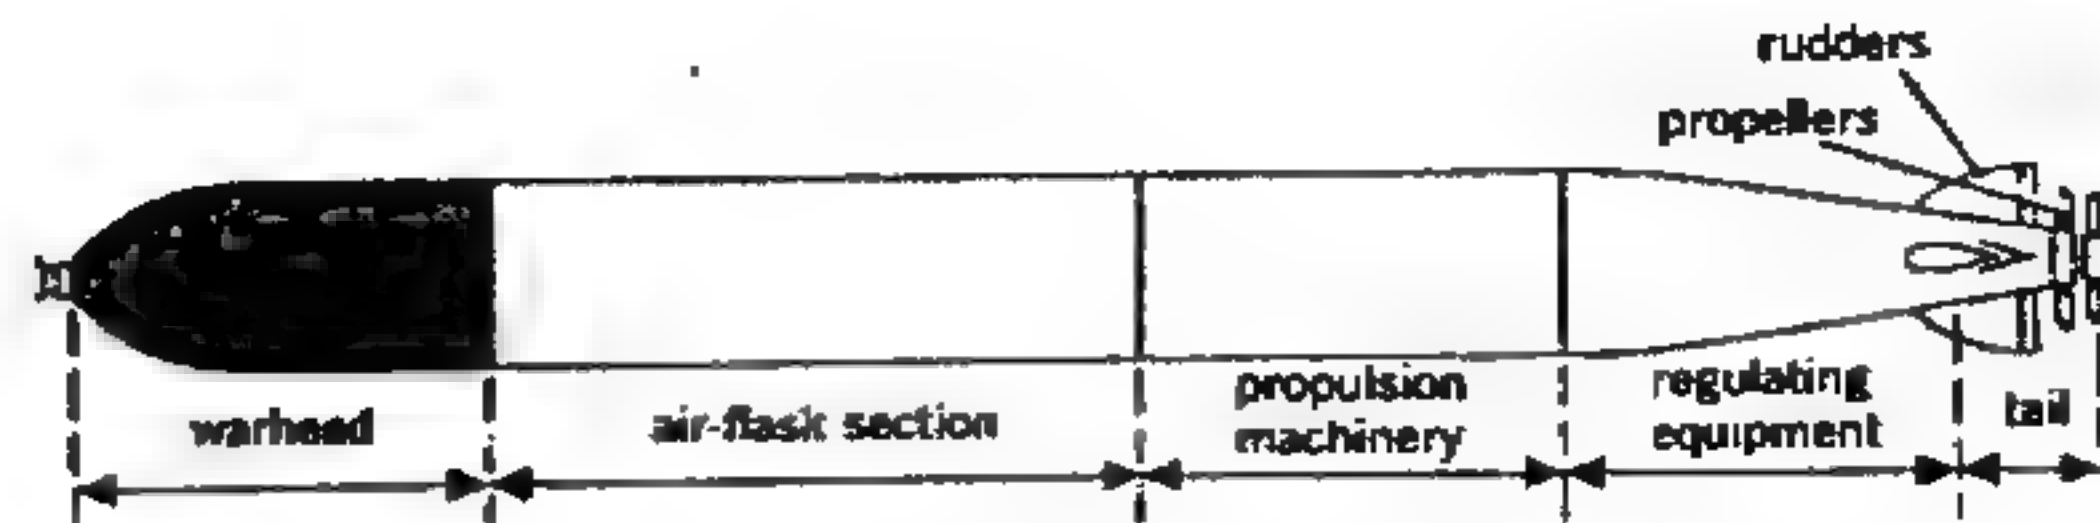 rudders
propellers
warhead
air-flask section
propulsion
machinery
regulating
equipment
tail